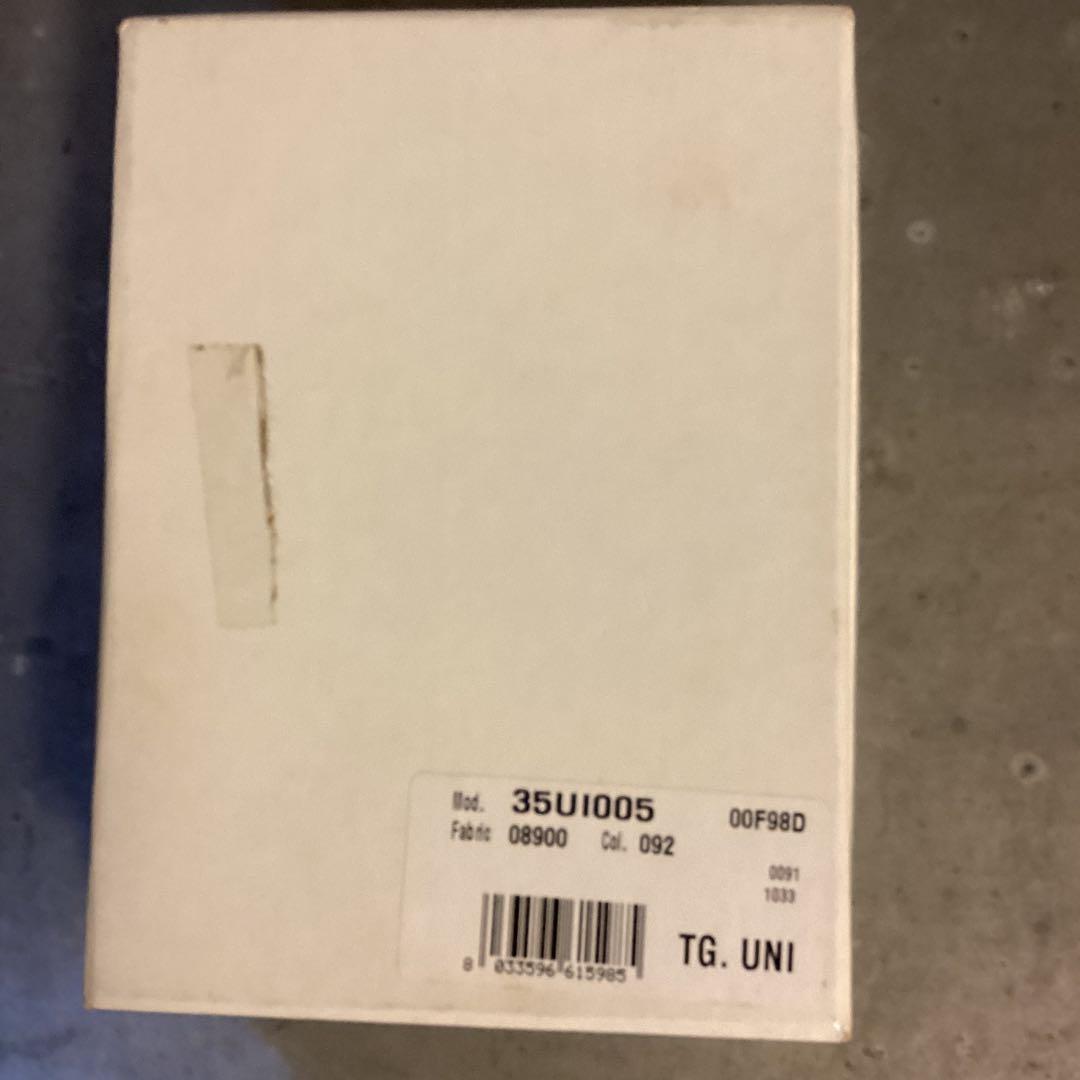 Mod. 35UI005 00F98D
Fabric 08900 Col. 092
0091
1033
TG. UNI
8 033596 615985